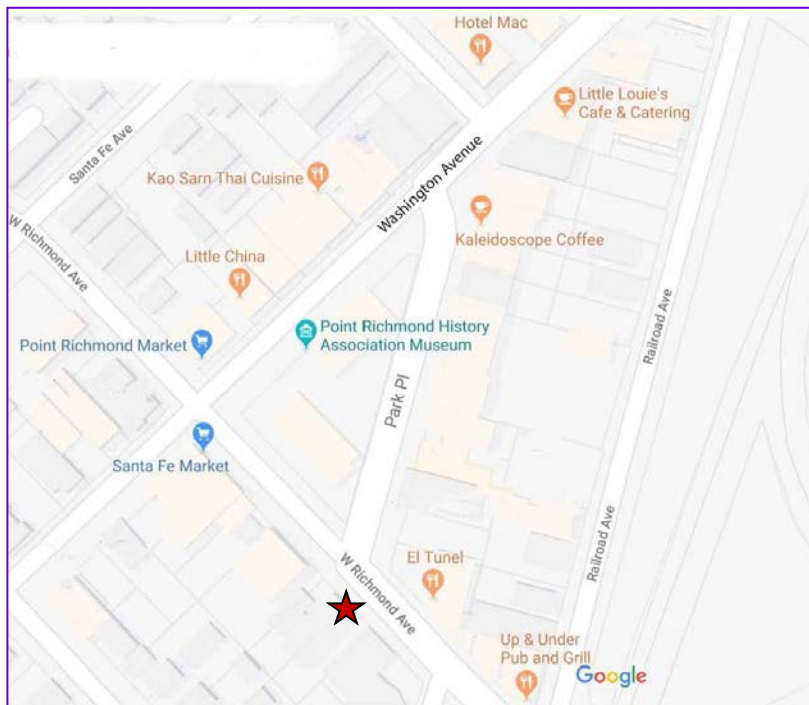 Hotel Mac
Little Louie's
Cafe & Catering
Santa Fe Ave
Kao Sarn Thai Cuisine
Washington Avenue
W Richmond Ave
Kaleidoscope Coffee
Little China
Point Richmond History
Association Museum
Point Richmond Market
Railroad Ave
Park Pl
Santa Fe Market
W Richmond Ave
El Tunel
Railroad Ave
Up & Under
Pub and Grill
Google